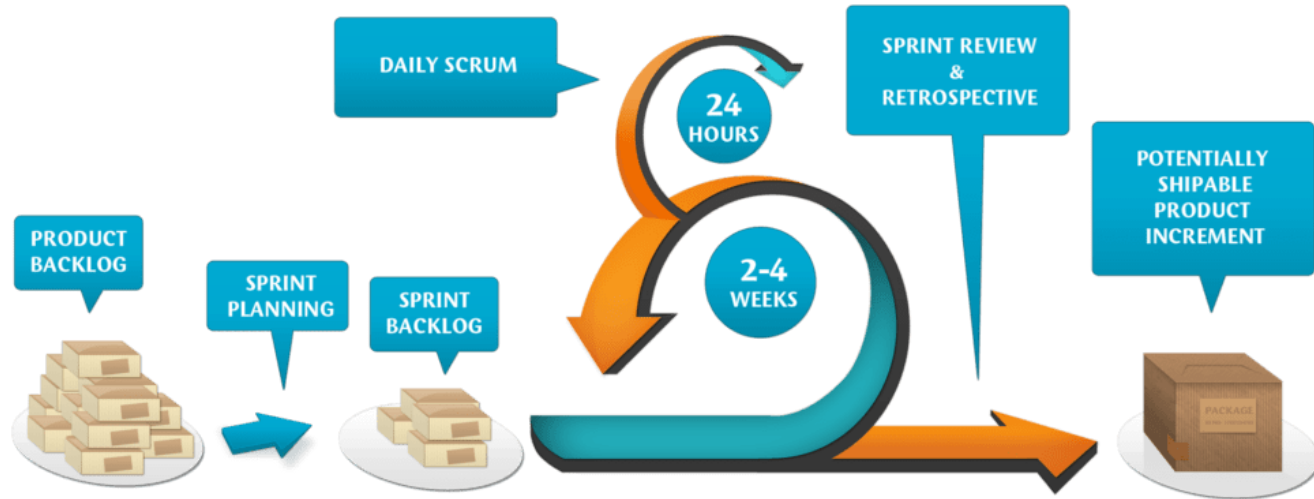 DAILY SCRUM
24
HOURS
SPRINT REVIEW
&
RETROSPECTIVE
POTENTIALLY
SHIPABLE
PRODUCT
INCREMENT
PRODUCT
BACKLOG
SPRINT
PLANNING
SPRINT
BACKLOG
2-4
WEEKS
PACKAGE